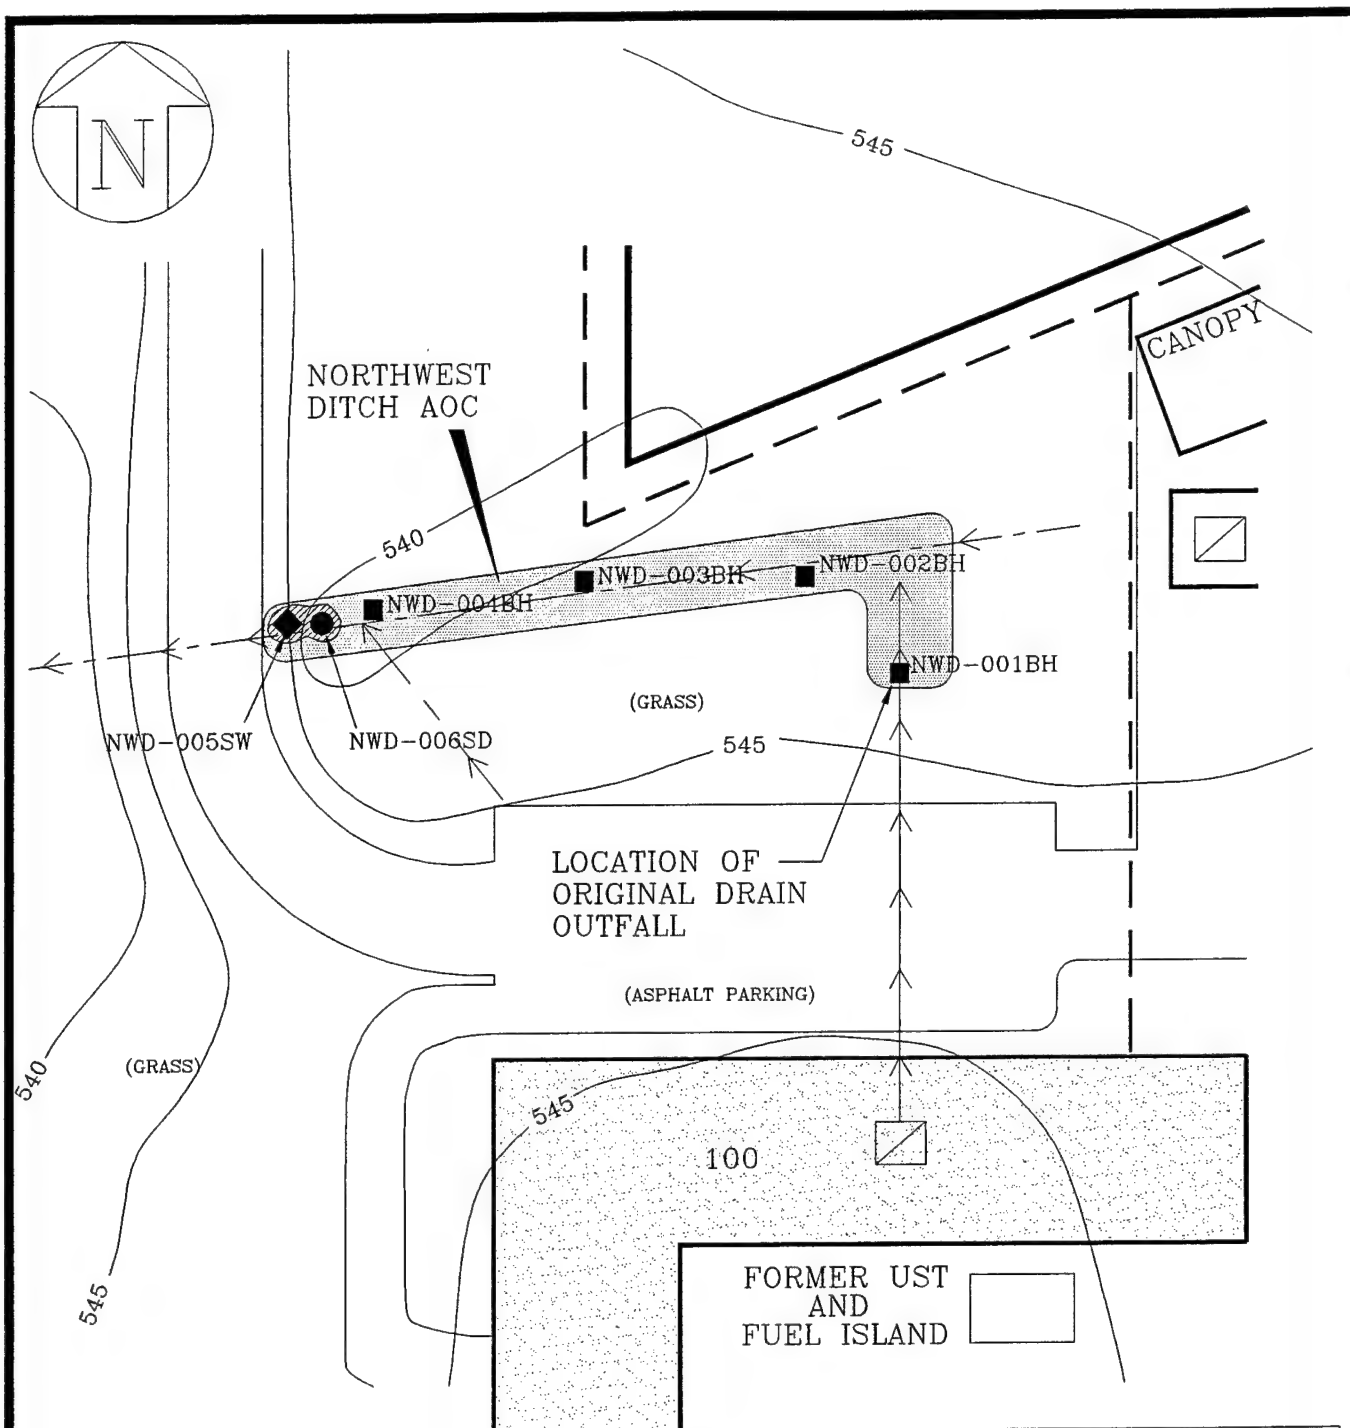 N
545
CANOPY
NORTHWEST
DITCH AOC
540
NWD-003BH
NWD-002BH
NWD-004BH
NWD-001BH
(GRASS)
NWD-005SW
NWD-006SD
545
LOCATION OF
ORIGINAL DRAIN
OUTFALL
(ASPHALT PARKING)
540
(GRASS)
545
100
545
FORMER UST
AND
FUEL ISLAND